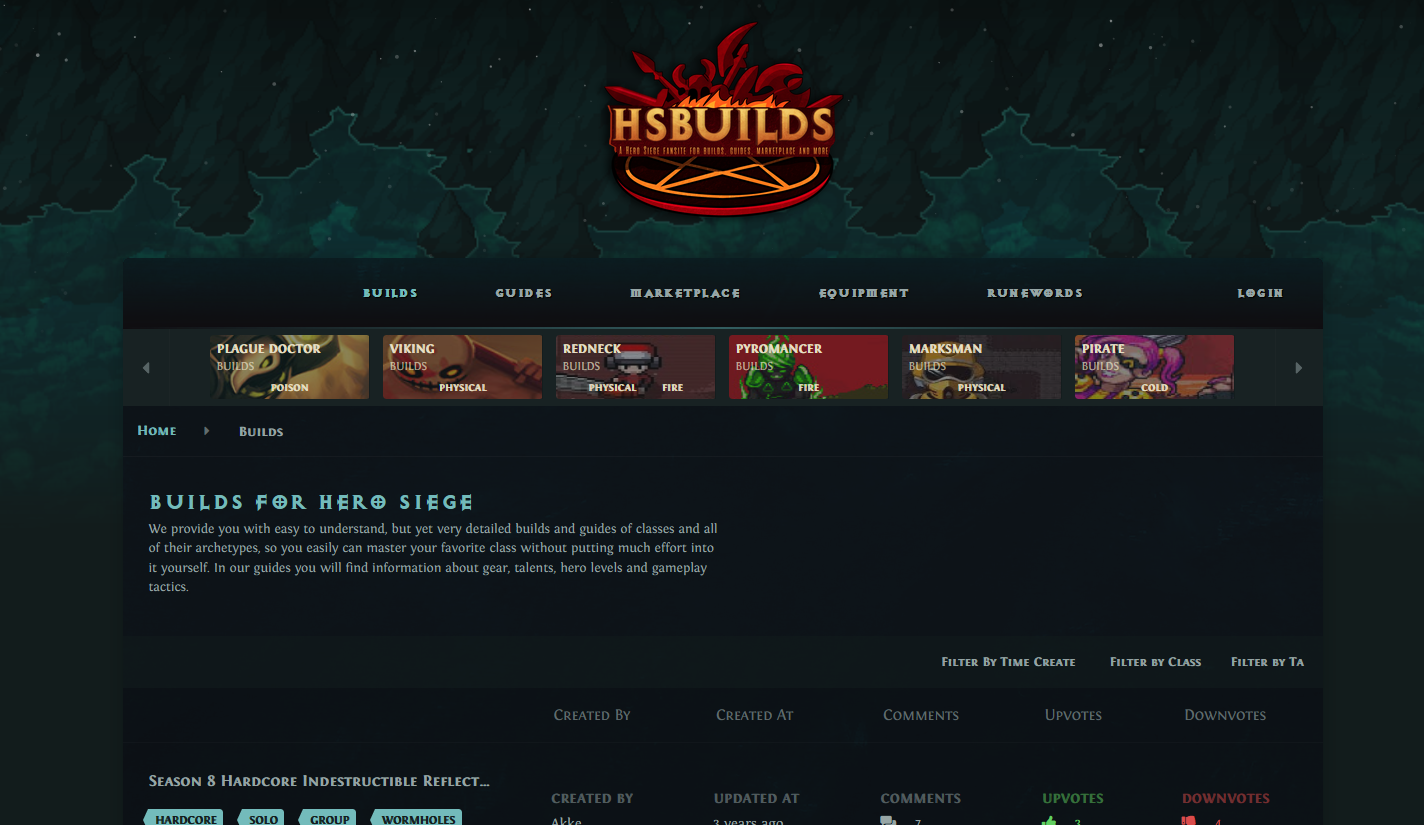 HSBUILDS
A HERO SIEGE FANSITE FOR BUILDS, GUIDES, MARKETPLACE AND MORE
BUILDS GUIDES MARKETPLACE EQUIPMENT RUNEWORDS LOGIN
PLAGUE DOCTOR
BUILDS
POISON
VIKING
BUILDS
PHYSICAL
REDNECK
BUILDS
PHYSICAL FIRE
PYROMANCER
BUILDS
FIRE
MARKSMAN
BUILDS
PHYSICAL
PIRATE
BUILDS
COLD
Home Builds
BUILDS FOR HERO SIEGE
We provide you with easy to understand, but yet very detailed builds and guides of classes and all
of their archetypes, so you easily can master your favorite class without putting much effort into
it yourself. In our guides you will find information about gear, talents, hero levels and gameplay
tactics.
Filter By Time Create Filter by Class Filter by Ta
Created By Created At Comments Upvotes Downvotes
Season 8 Hardcore Indestructible Reflect...
HARDCORE SOLO GROUP WORMHOLES
CREATED BY UPDATED AT COMMENTS UPVOTES DOWNVOTES
Akke 3 years ago 7 3 4